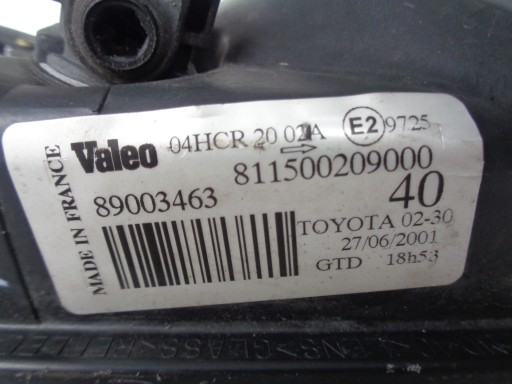 MADE IN FRANCE
Valeo 04HCR 20 02A E2 9725
811500209000
89003463 40
TOYOTA 02-30
27/06/2001
GTD 18h53